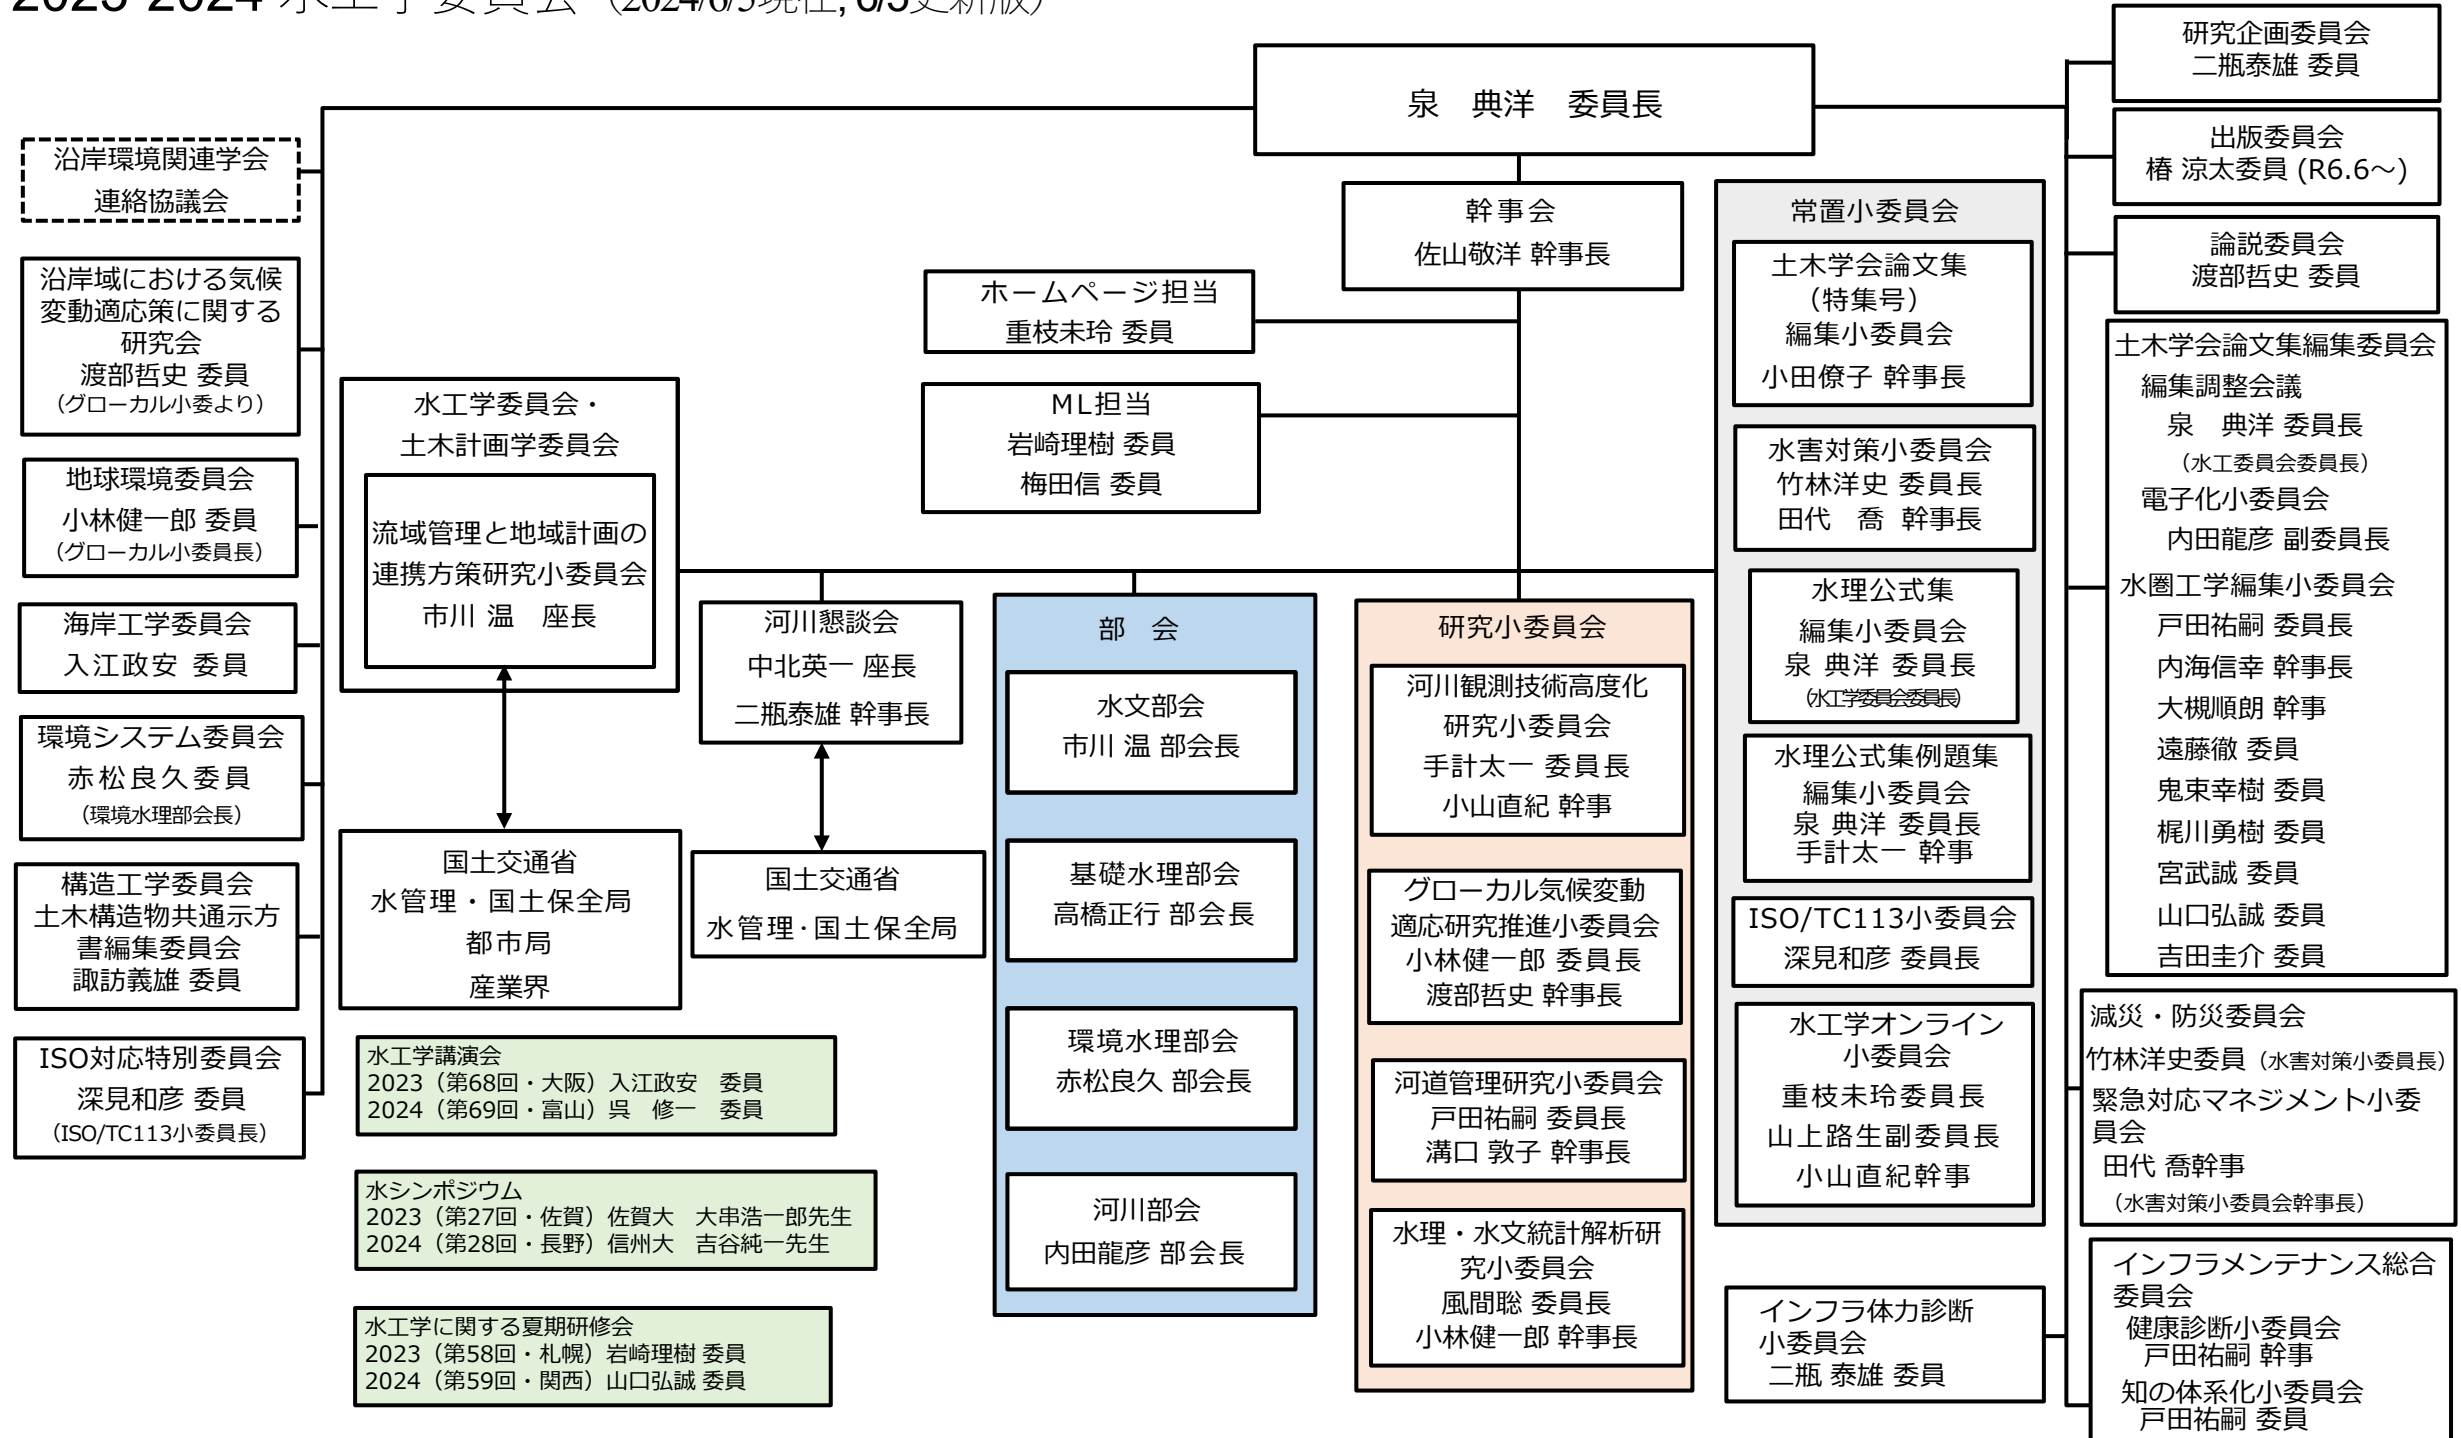 2023-2024 水工学委員会（2024/6/5現在, 6/5更新版）
泉　典洋　委員長
幹事会
佐山敬洋 幹事長
ホームページ担当
重枝未玲 委員
ML担当
岩崎理樹 委員
梅田信 委員
沿岸環境関連学会
連絡協議会
沿岸域における気候
変動適応策に関する
研究会
渡部哲史 委員
（グローカル小委より）
地球環境委員会
小林健一郎 委員
（グローカル小委員長）
海岸工学委員会
入江政安 委員
環境システム委員会
赤松良久委員
（環境水理部会長）
構造工学委員会
土木構造物共通示方
書編集委員会
諏訪義雄 委員
ISO対応特別委員会
深見和彦 委員
（ISO/TC113小委員長）
水工学委員会・
土木計画学委員会
流域管理と地域計画の
連携方策研究小委員会
市川 温　座長
国土交通省
水管理・国土保全局
都市局
産業界
河川懇談会
中北英一 座長
二瓶泰雄 幹事長
国土交通省
水管理・国土保全局
水工学講演会
2023（第68回・大阪）入江政安　委員
2024（第69回・富山）呉　修一　委員
水シンポジウム
2023（第27回・佐賀）佐賀大　大串浩一郎先生
2024（第28回・長野）信州大　吉谷純一先生
水工学に関する夏期研修会
2023（第58回・札幌）岩崎理樹 委員
2024（第59回・関西）山口弘誠 委員
部　会
水文部会
市川 温 部会長
基礎水理部会
高橋正行 部会長
環境水理部会
赤松良久 部会長
河川部会
内田龍彦 部会長
研究小委員会
河川観測技術高度化
研究小委員会
手計太一 委員長
小山直紀 幹事
グローカル気候変動
適応研究推進小委員会
小林健一郎 委員長
渡部哲史 幹事長
河道管理研究小委員会
戸田祐嗣 委員長
溝口 敦子 幹事長
水理・水文統計解析研
究小委員会
風間聡 委員長
小林健一郎 幹事長
常置小委員会
土木学会論文集
（特集号）
編集小委員会
小田僚子 幹事長
水害対策小委員会
竹林洋史 委員長
田代　喬 幹事長
水理公式集
編集小委員会
泉 典洋 委員長
（水工学委員会委員長）
水理公式集例題集
編集小委員会
泉 典洋 委員長
手計太一 幹事
ISO/TC113小委員会
深見和彦 委員長
水工学オンライン
小委員会
重枝未玲委員長
山上路生副委員長
小山直紀幹事
インフラ体力診断
小委員会
二瓶 泰雄 委員
研究企画委員会
二瓶泰雄 委員
出版委員会
椿 涼太委員 (R6.6～)
論説委員会
渡部哲史 委員
土木学会論文集編集委員会
編集調整会議
泉　典洋 委員長
（水工委員会委員長）
電子化小委員会
内田龍彦 副委員長
水圏工学編集小委員会
戸田祐嗣 委員長
内海信幸 幹事長
大槻順朗 幹事
遠藤徹 委員
鬼束幸樹 委員
梶川勇樹 委員
宮武誠 委員
山口弘誠 委員
吉田圭介 委員
減災・防災委員会
竹林洋史委員（水害対策小委員長）
緊急対応マネジメント小委
員会
田代 喬幹事
（水害対策小委員会幹事長）
インフラメンテナンス総合
委員会
健康診断小委員会
戸田祐嗣 幹事
知の体系化小委員会
戸田祐嗣 委員